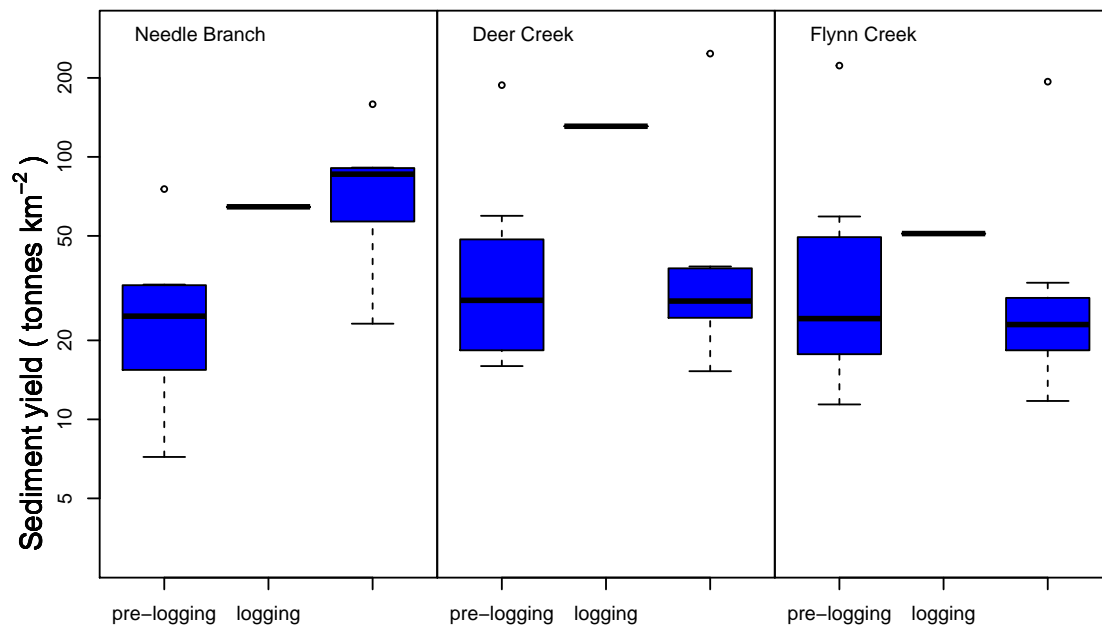 Needle Branch
Deer Creek
Flynn Creek
Sediment yield ( tonnes km−2 )
200
100
50
20
10
5
pre−logging logging pre−logging logging pre−logging logging